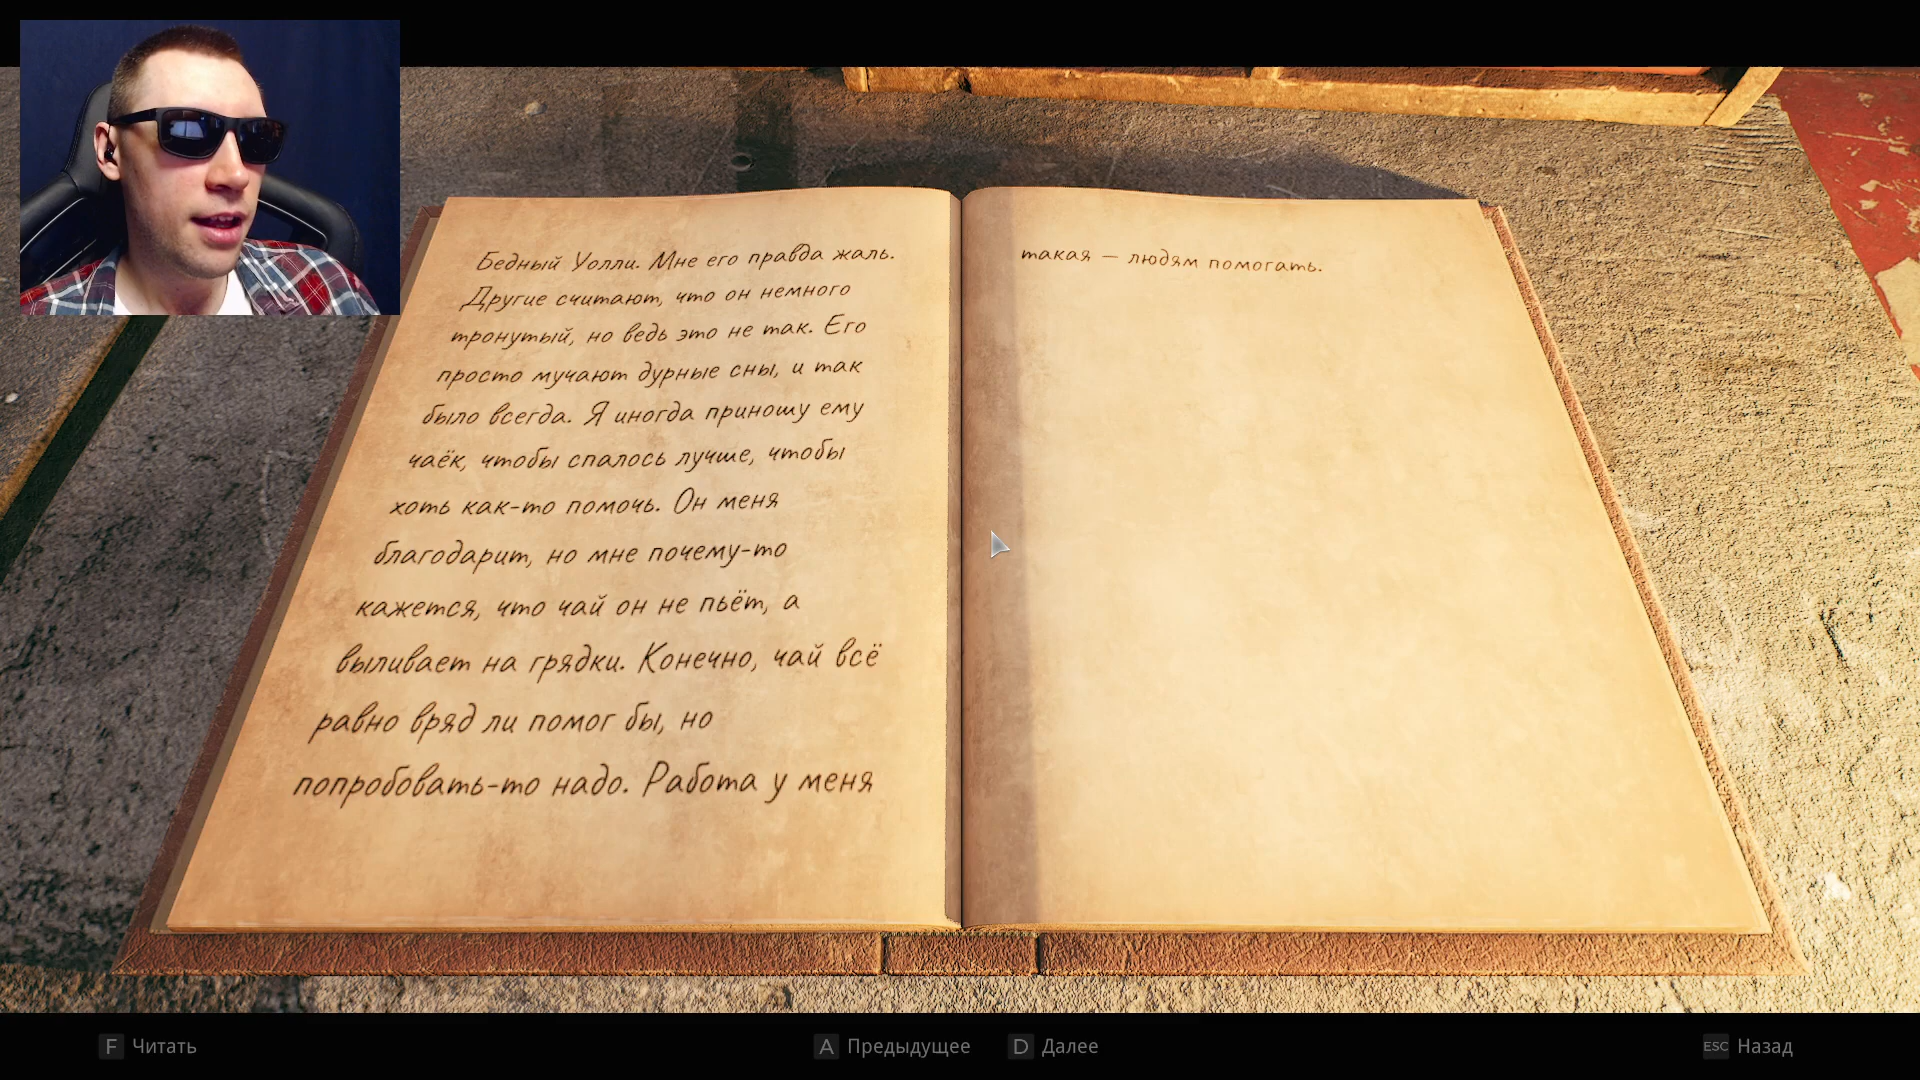 Бедный Уолли. Мне его правда жаль.
Другие считают, что он немного
тронутый, но ведь это не так. Его
просто мучают дурные сны, и так
было всегда. Я иногда приношу ему
чаёк, чтобы спалось лучше, чтобы
хоть как-то помочь. Он меня
благодарит, но мне почему-то
кажется, что чай он не пьёт, а
выливает на грядки. Конечно, чай всё
равно вряд ли помог бы, но
попробовать-то надо. Работа у меня
такая — людям помогать.
F Читать
A Предыдущее
D Далее
ESC Назад